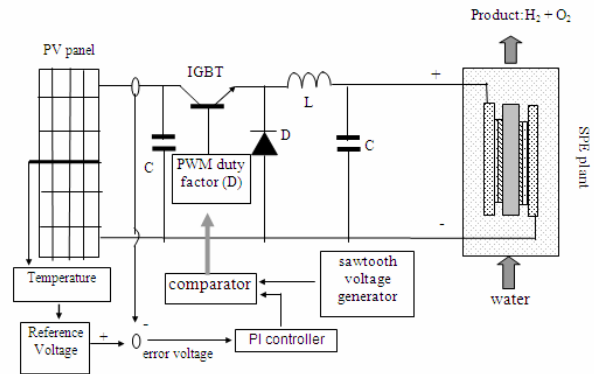 Product: H2 + O2
PV panel
IGBT
+
L
D
C
C
PWM duty
factor (D)
SPE plant
-
Temperature
comparator
sawtooth
voltage
generator
water
Reference
Voltage
+
-
0
error voltage
PI controller